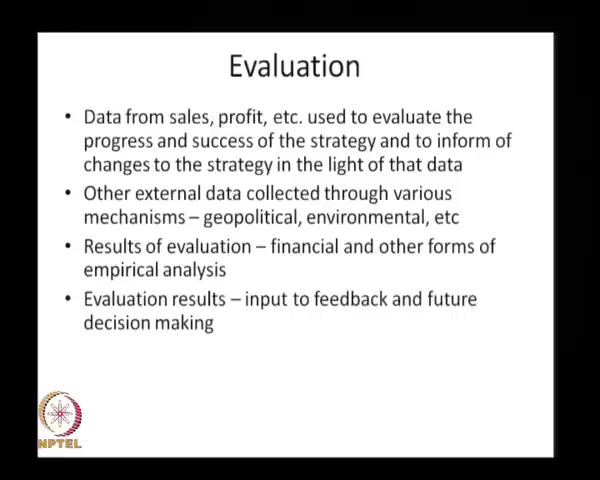 Evaluation
• Data from sales, profit, etc. used to evaluate the
progress and success of the strategy and to inform of
changes to the strategy in the light of that data
• Other external data collected through various
mechanisms – geopolitical, environmental, etc
• Results of evaluation – financial and other forms of
empirical analysis
• Evaluation results – input to feedback and future
decision making
NPTEL